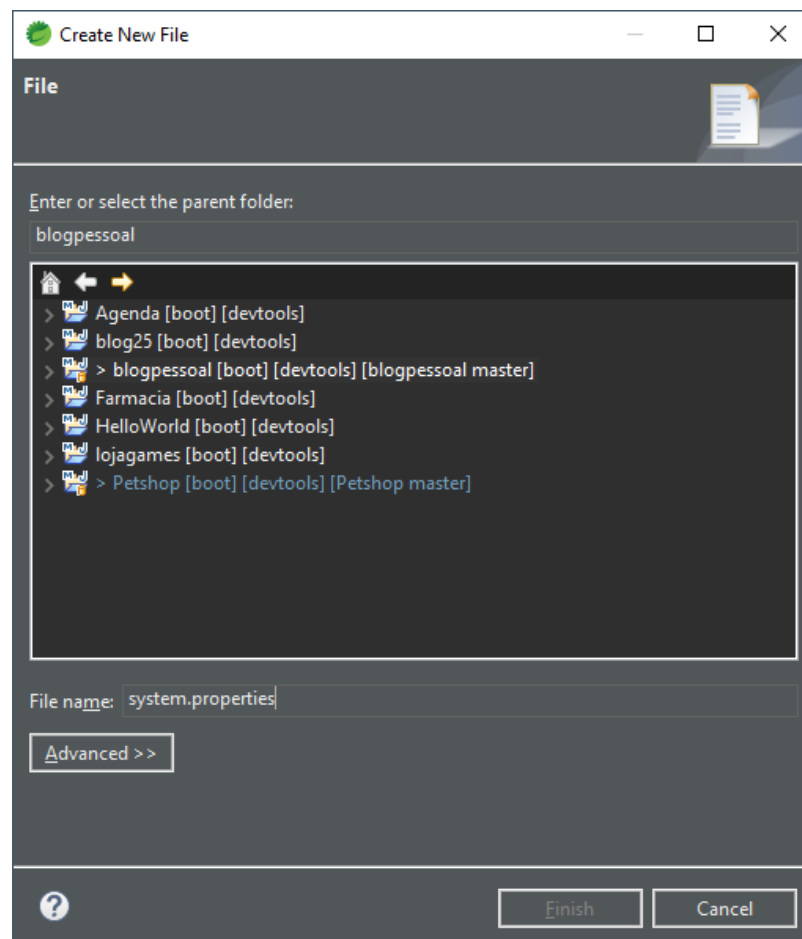 Create New File
File
Enter or select the parent folder:
blogpessoal
Agenda [boot] [devtools]
blog25 [boot] [devtools]
> blogpessoal [boot] [devtools] [blogpessoal master]
Farmacia [boot] [devtools]
HelloWorld [boot] [devtools]
lojagames [boot] [devtools]
> Petshop [boot] [devtools] [Petshop master]
File name: system.properties
Advanced >>
Finish Cancel